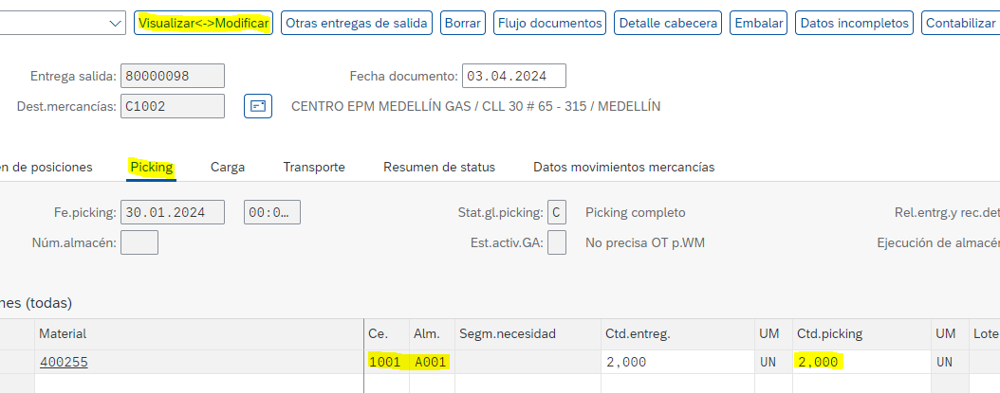 Visualizar<->Modificar Otras entregas de salida Borrar Flujo documentos Detalle cabecera Embalar Datos incompletos Contabilizar
Entrega salida: 80000098 Fecha documento: 03.04.2024
Dest.mercancías: C1002 CENTRO EPM MEDELLÍN GAS / CLL 30 # 65 - 315 / MEDELLÍN
en de posiciones Picking Carga Transporte Resumen de status Datos movimientos mercancías
Fe.picking: 30.01.2024 00:0… Stat.gl.picking: C Picking completo Rel.entrg.y rec.det
Núm.almacén: Est.activ.GA: No precisa OT p.WM Ejecución de almacén
nes (todas)
Material Ce. Alm. Segm.necesidad Ctd.entreg. UM Ctd.picking UM Lote
400255 1001 A001 2,000 UN 2,000 UN